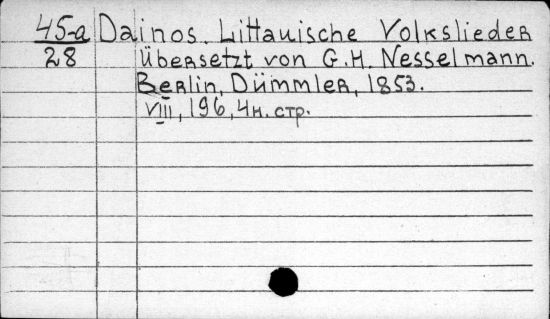 45-a Dainos. Littauische Volkslieder
28 übersetzt von G.H. Nesselmann.
Berlin, Dümmler, 1853.
VIII, 196, 4н. стр.